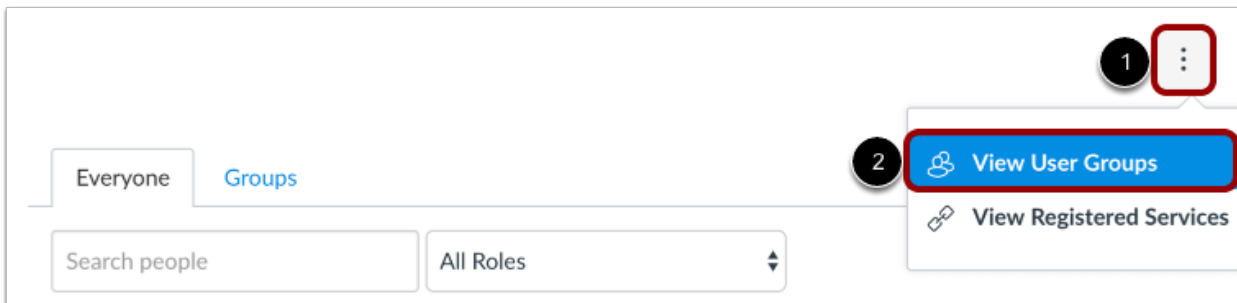 1
2
View User Groups
Everyone
Groups
View Registered Services
Search people
All Roles